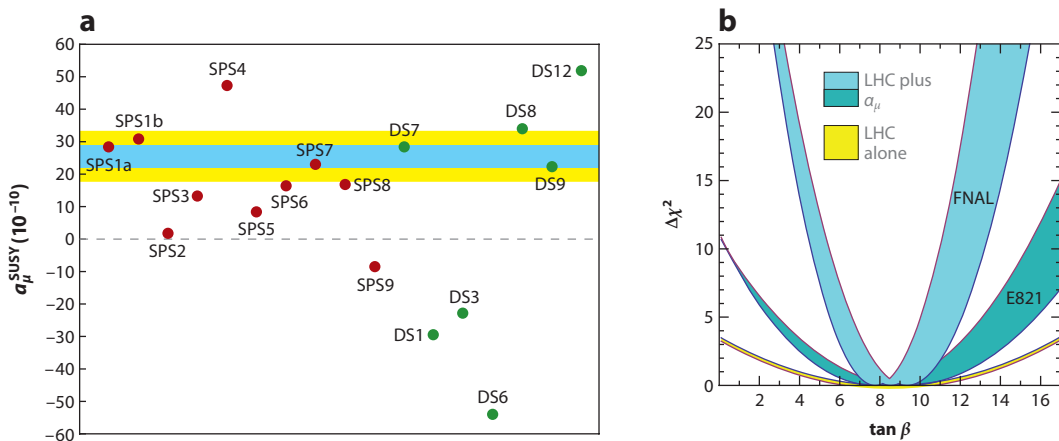 a
60
50
40
30
20
10
0
−10
−20
−30
−40
−50
−60
a_μ^SUSY (10^−10)
SPS4
DS12
SPS1b
DS8
DS7
SPS1a
SPS7
DS9
SPS3
SPS6
SPS8
SPS2
SPS5
SPS9
DS3
DS1
DS6
b
25
20
15
10
5
0
Δχ²
LHC plus
a_μ
LHC
alone
FNAL
E821
2 4 6 8 10 12 14 16
tan β